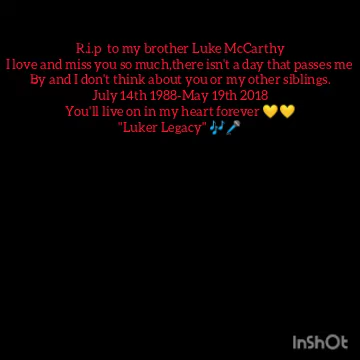 R.i.p to my brother Luke McCarthy
I love and miss you so much,there isn't a day that passes me
By and I don't think about you or my other siblings.
July 14th 1988-May 19th 2018
You'll live on in my heart forever 💛💛
"Luker Legacy" 🎶🎤
InShOt